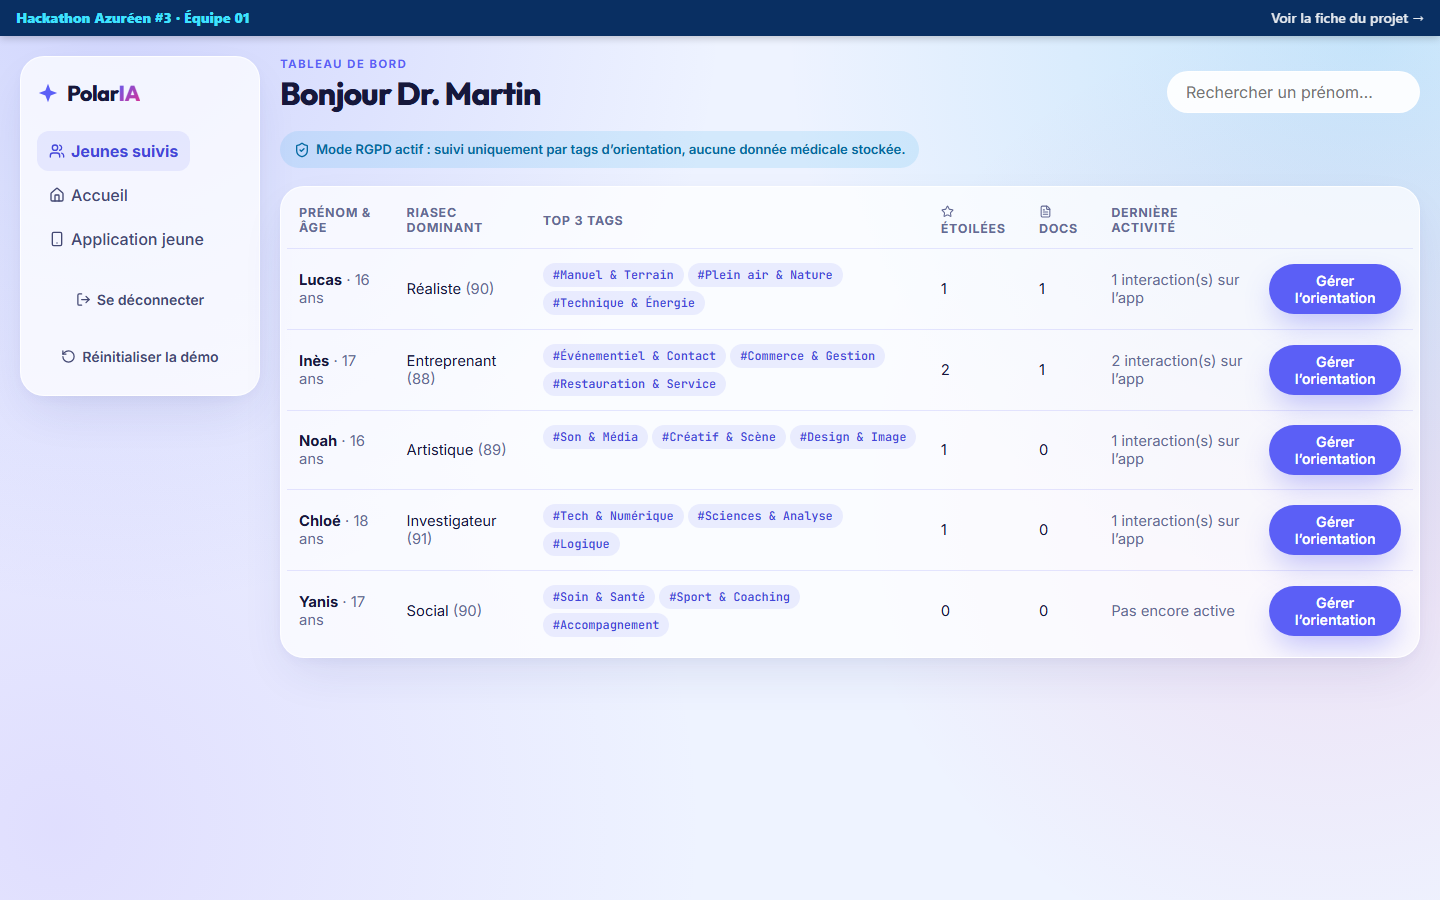 Hackathon Azuréen #3 · Équipe 01
Voir la fiche du projet →
PolarIA
Jeunes suivis
Accueil
Application jeune
Se déconnecter
Réinitialiser la démo
TABLEAU DE BORD
Bonjour Dr. Martin
Rechercher un prénom...
Mode RGPD actif : suivi uniquement par tags d’orientation, aucune donnée médicale stockée.
PRÉNOM &
ÂGE
RIASEC
DOMINANT
TOP 3 TAGS
ÉTOILÉES
DOCS
DERNIÈRE
ACTIVITÉ
Lucas · 16
ans
Réaliste (90)
#Manuel & Terrain #Plein air & Nature
#Technique & Énergie
1
1
1 interaction(s) sur
l’app
Gérer
l’orientation
Inès · 17
ans
Entreprenant
(88)
#Événementiel & Contact #Commerce & Gestion
#Restauration & Service
2
1
2 interaction(s) sur
l’app
Gérer
l’orientation
Noah · 16
ans
Artistique (89)
#Son & Média #Créatif & Scène #Design & Image
1
0
1 interaction(s) sur
l’app
Gérer
l’orientation
Chloé · 18
ans
Investigateur
(91)
#Tech & Numérique #Sciences & Analyse
#Logique
1
0
1 interaction(s) sur
l’app
Gérer
l’orientation
Yanis · 17
ans
Social (90)
#Soin & Santé #Sport & Coaching
#Accompagnement
0
0
Pas encore active
Gérer
l’orientation